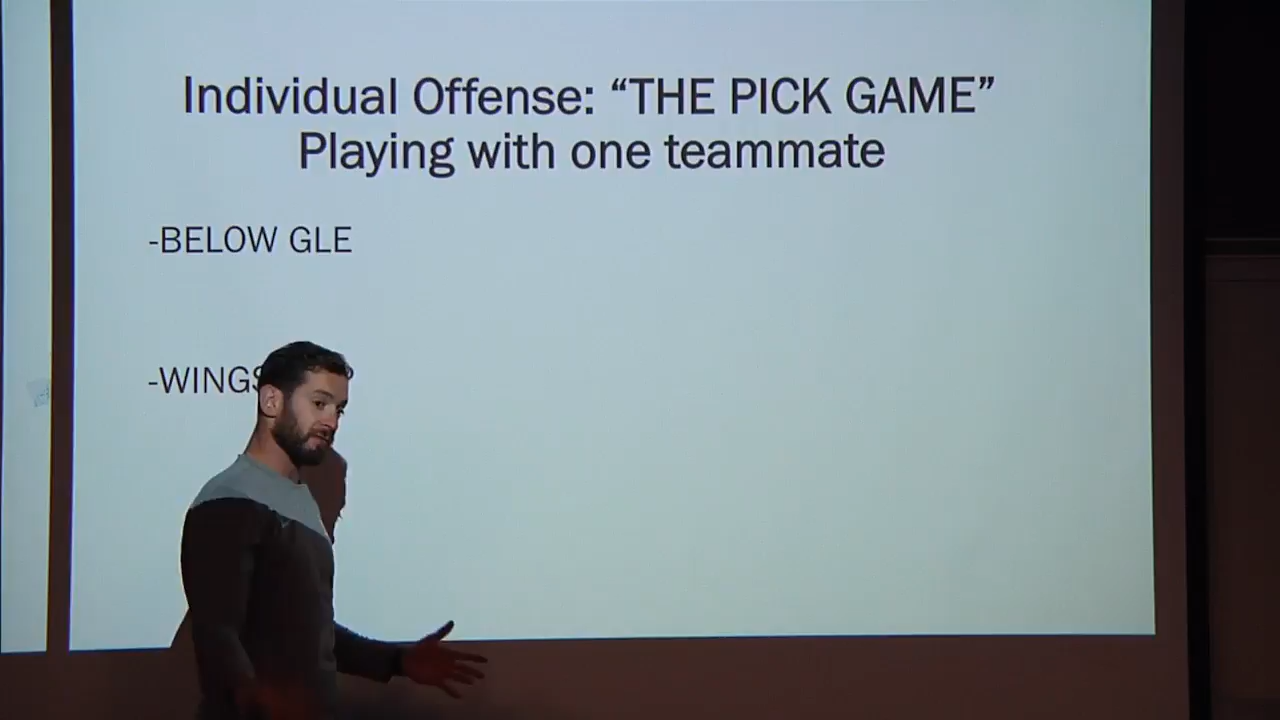 Individual Offense: “THE PICK GAME”
Playing with one teammate
-BELOW GLE
-WINGS